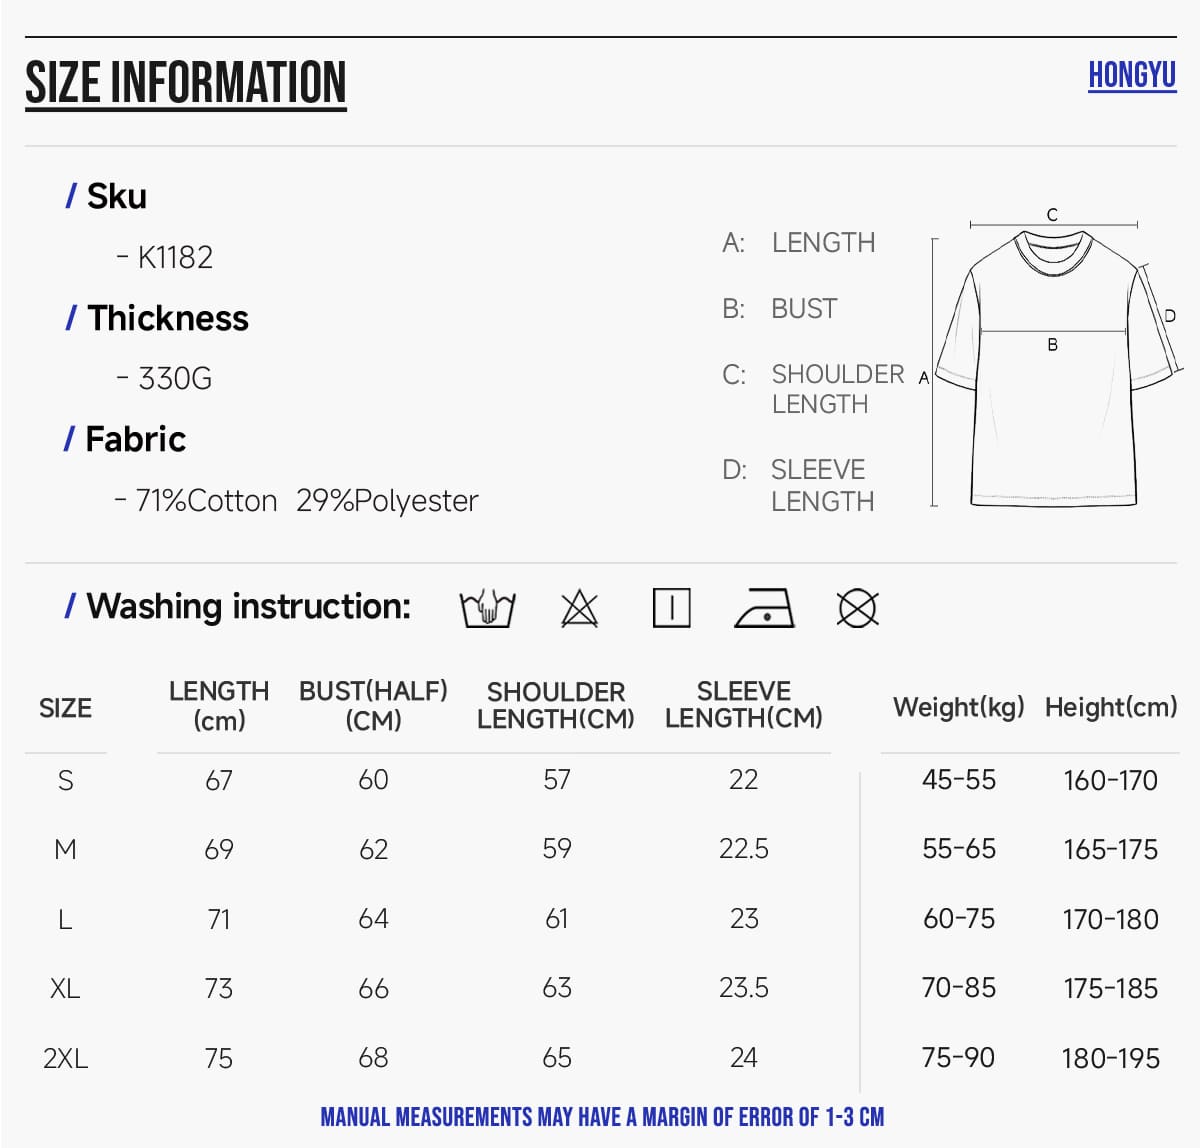 SIZE INFORMATION
HONGYU
/ Sku
- K1182
/ Thickness
- 330G
/ Fabric
- 71%Cotton 29%Polyester
A: LENGTH
B: BUST
C: SHOULDER
LENGTH
D: SLEEVE
LENGTH
C
D
B
A
/ Washing instruction:
SIZE LENGTH (cm) BUST(HALF) (CM) SHOULDER LENGTH(CM) SLEEVE LENGTH(CM) Weight(kg) Height(cm)
S 67 60 57 22 45-55 160-170
M 69 62 59 22.5 55-65 165-175
L 71 64 61 23 60-75 170-180
XL 73 66 63 23.5 70-85 175-185
2XL 75 68 65 24 75-90 180-195
MANUAL MEASUREMENTS MAY HAVE A MARGIN OF ERROR OF 1-3 CM